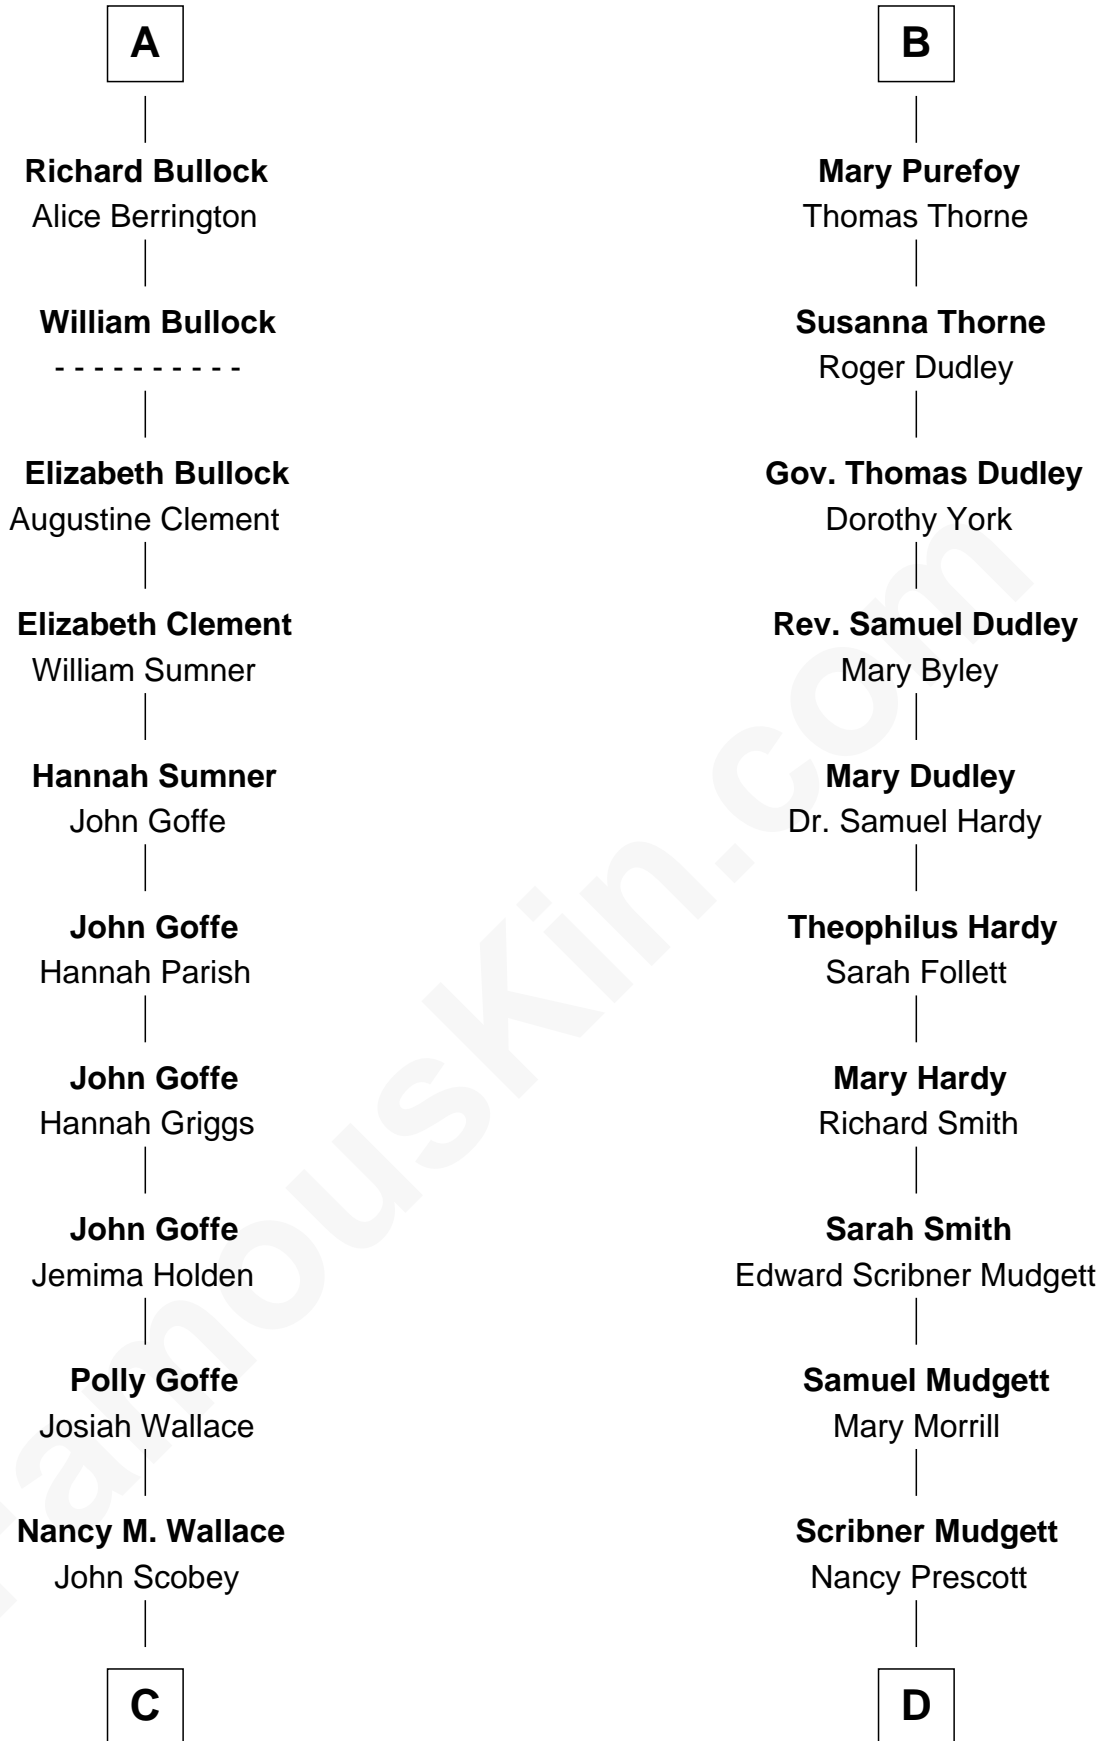 A
Richard Bullock
Alice Berrington
William Bullock
- - - - - - - - - -
Elizabeth Bullock
Augustine Clement
Elizabeth Clement
William Sumner
Hannah Sumner
John Goffe
John Goffe
Hannah Parish
John Goffe
Hannah Griggs
John Goffe
Jemima Holden
Polly Goffe
Josiah Wallace
Nancy M. Wallace
John Scobey
C
B
Mary Purefoy
Thomas Thorne
Susanna Thorne
Roger Dudley
Gov. Thomas Dudley
Dorothy York
Rev. Samuel Dudley
Mary Byley
Mary Dudley
Dr. Samuel Hardy
Theophilus Hardy
Sarah Follett
Mary Hardy
Richard Smith
Sarah Smith
Edward Scribner Mudgett
Samuel Mudgett
Mary Morrill
Scribner Mudgett
Nancy Prescott
D
FamousKin.com